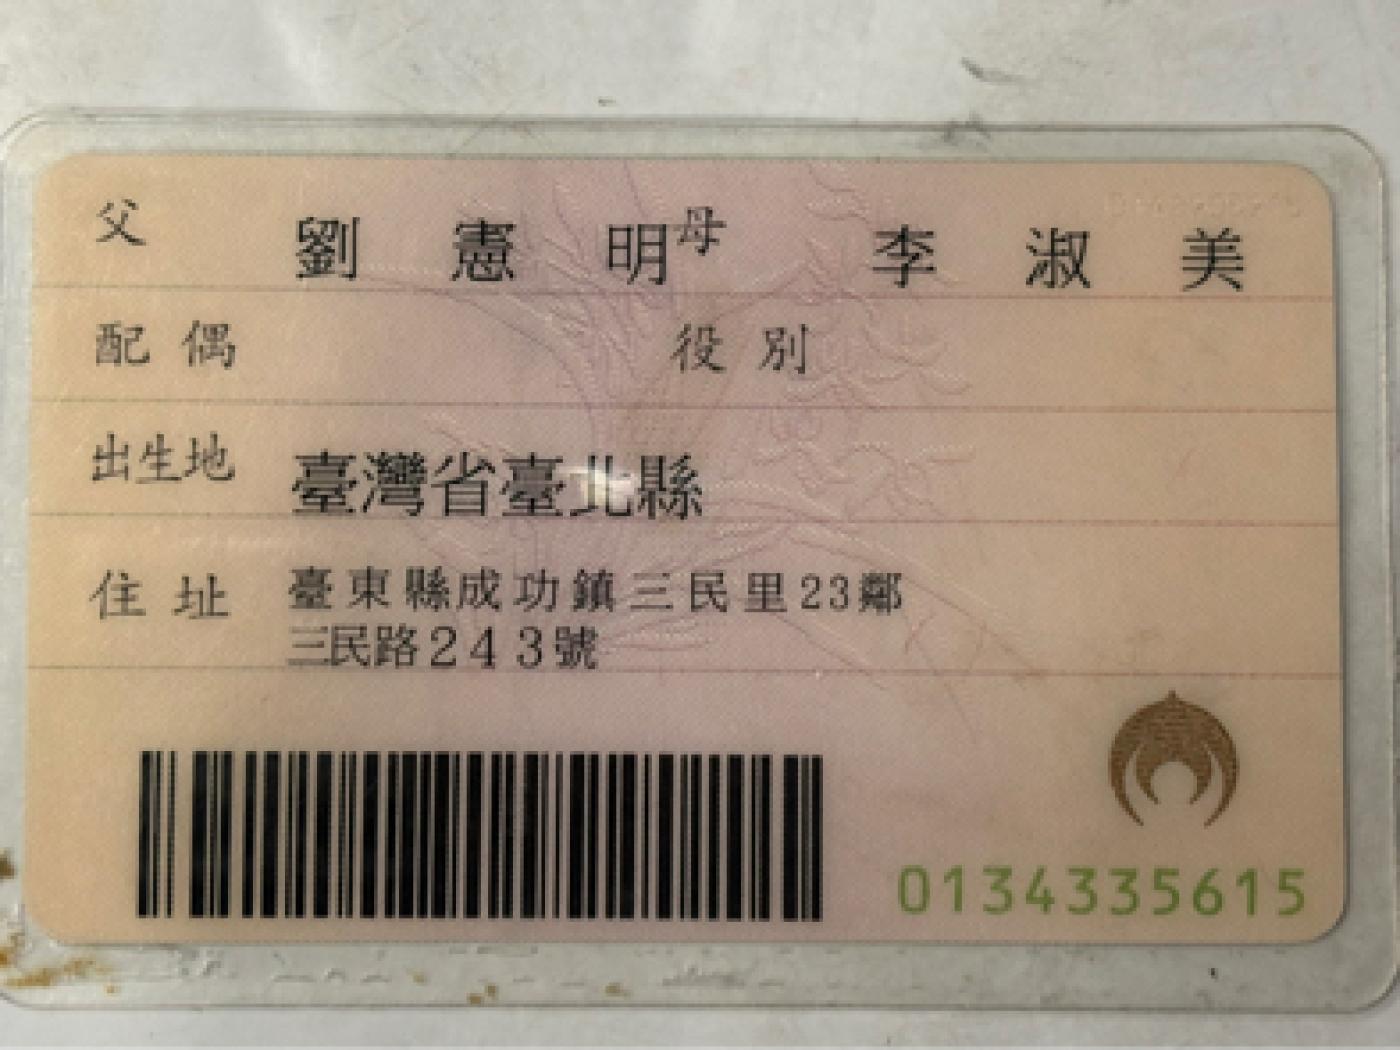 父 劉憲明 母 李淑美
配偶 役別
出生地 臺灣省臺北縣
住址 臺東縣成功鎮三民里23鄰
三民路243號
0134335615